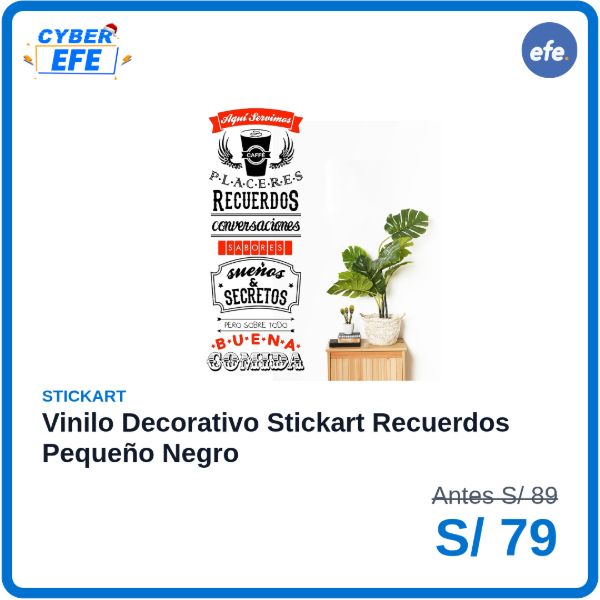 CYBER
EFE
efe.
Aquí Servimos
CAFFÉ
P·L·A·C·E·R·E·S
RECUERDOS
conversaciones
SABORES
sueños
&
SECRETOS
PERO SOBRE TODO
·B·U·E·N·A·
COMIDA
STICKART
Vinilo Decorativo Stickart Recuerdos
Pequeño Negro
Antes S/ 89
S/ 79